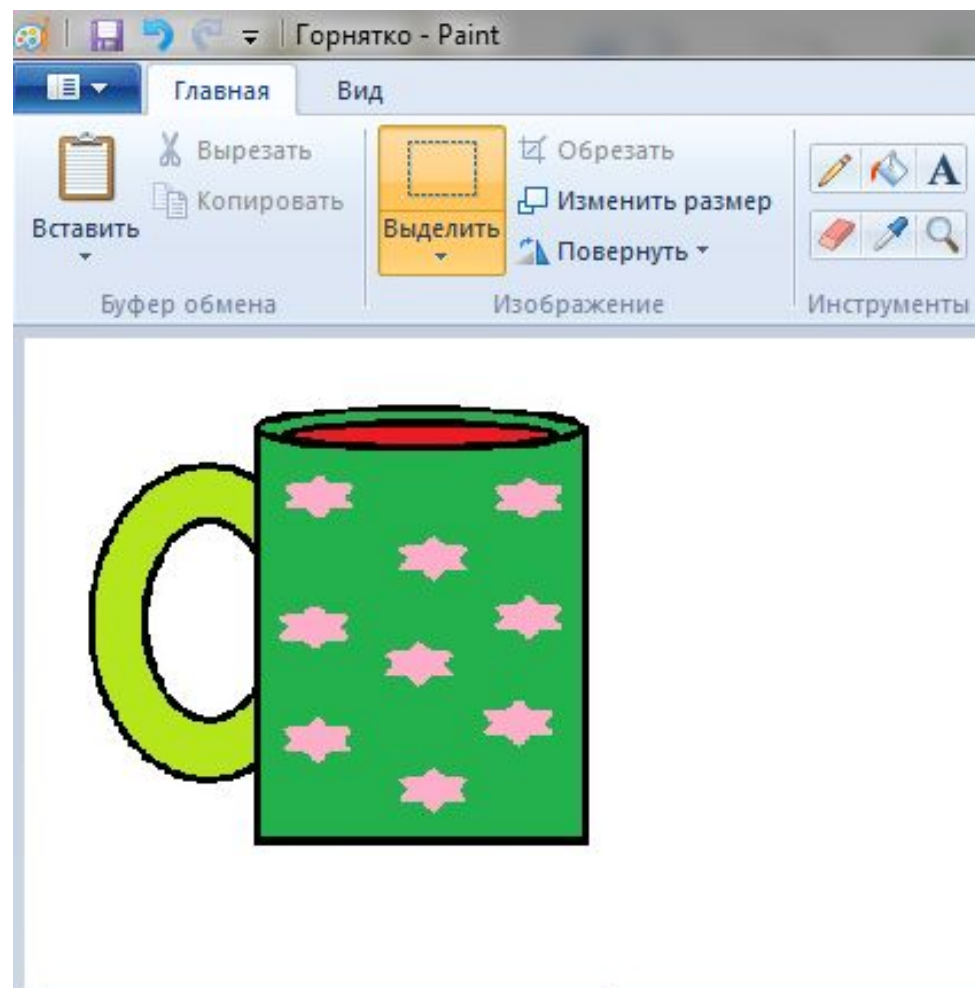 Горнятко - Paint
Главная Вид
Вставить
Вырезать
Копировать
Буфер обмена
Выделить
Обрезать
Изменить размер
Повернуть
Изображение
A
Инструменты